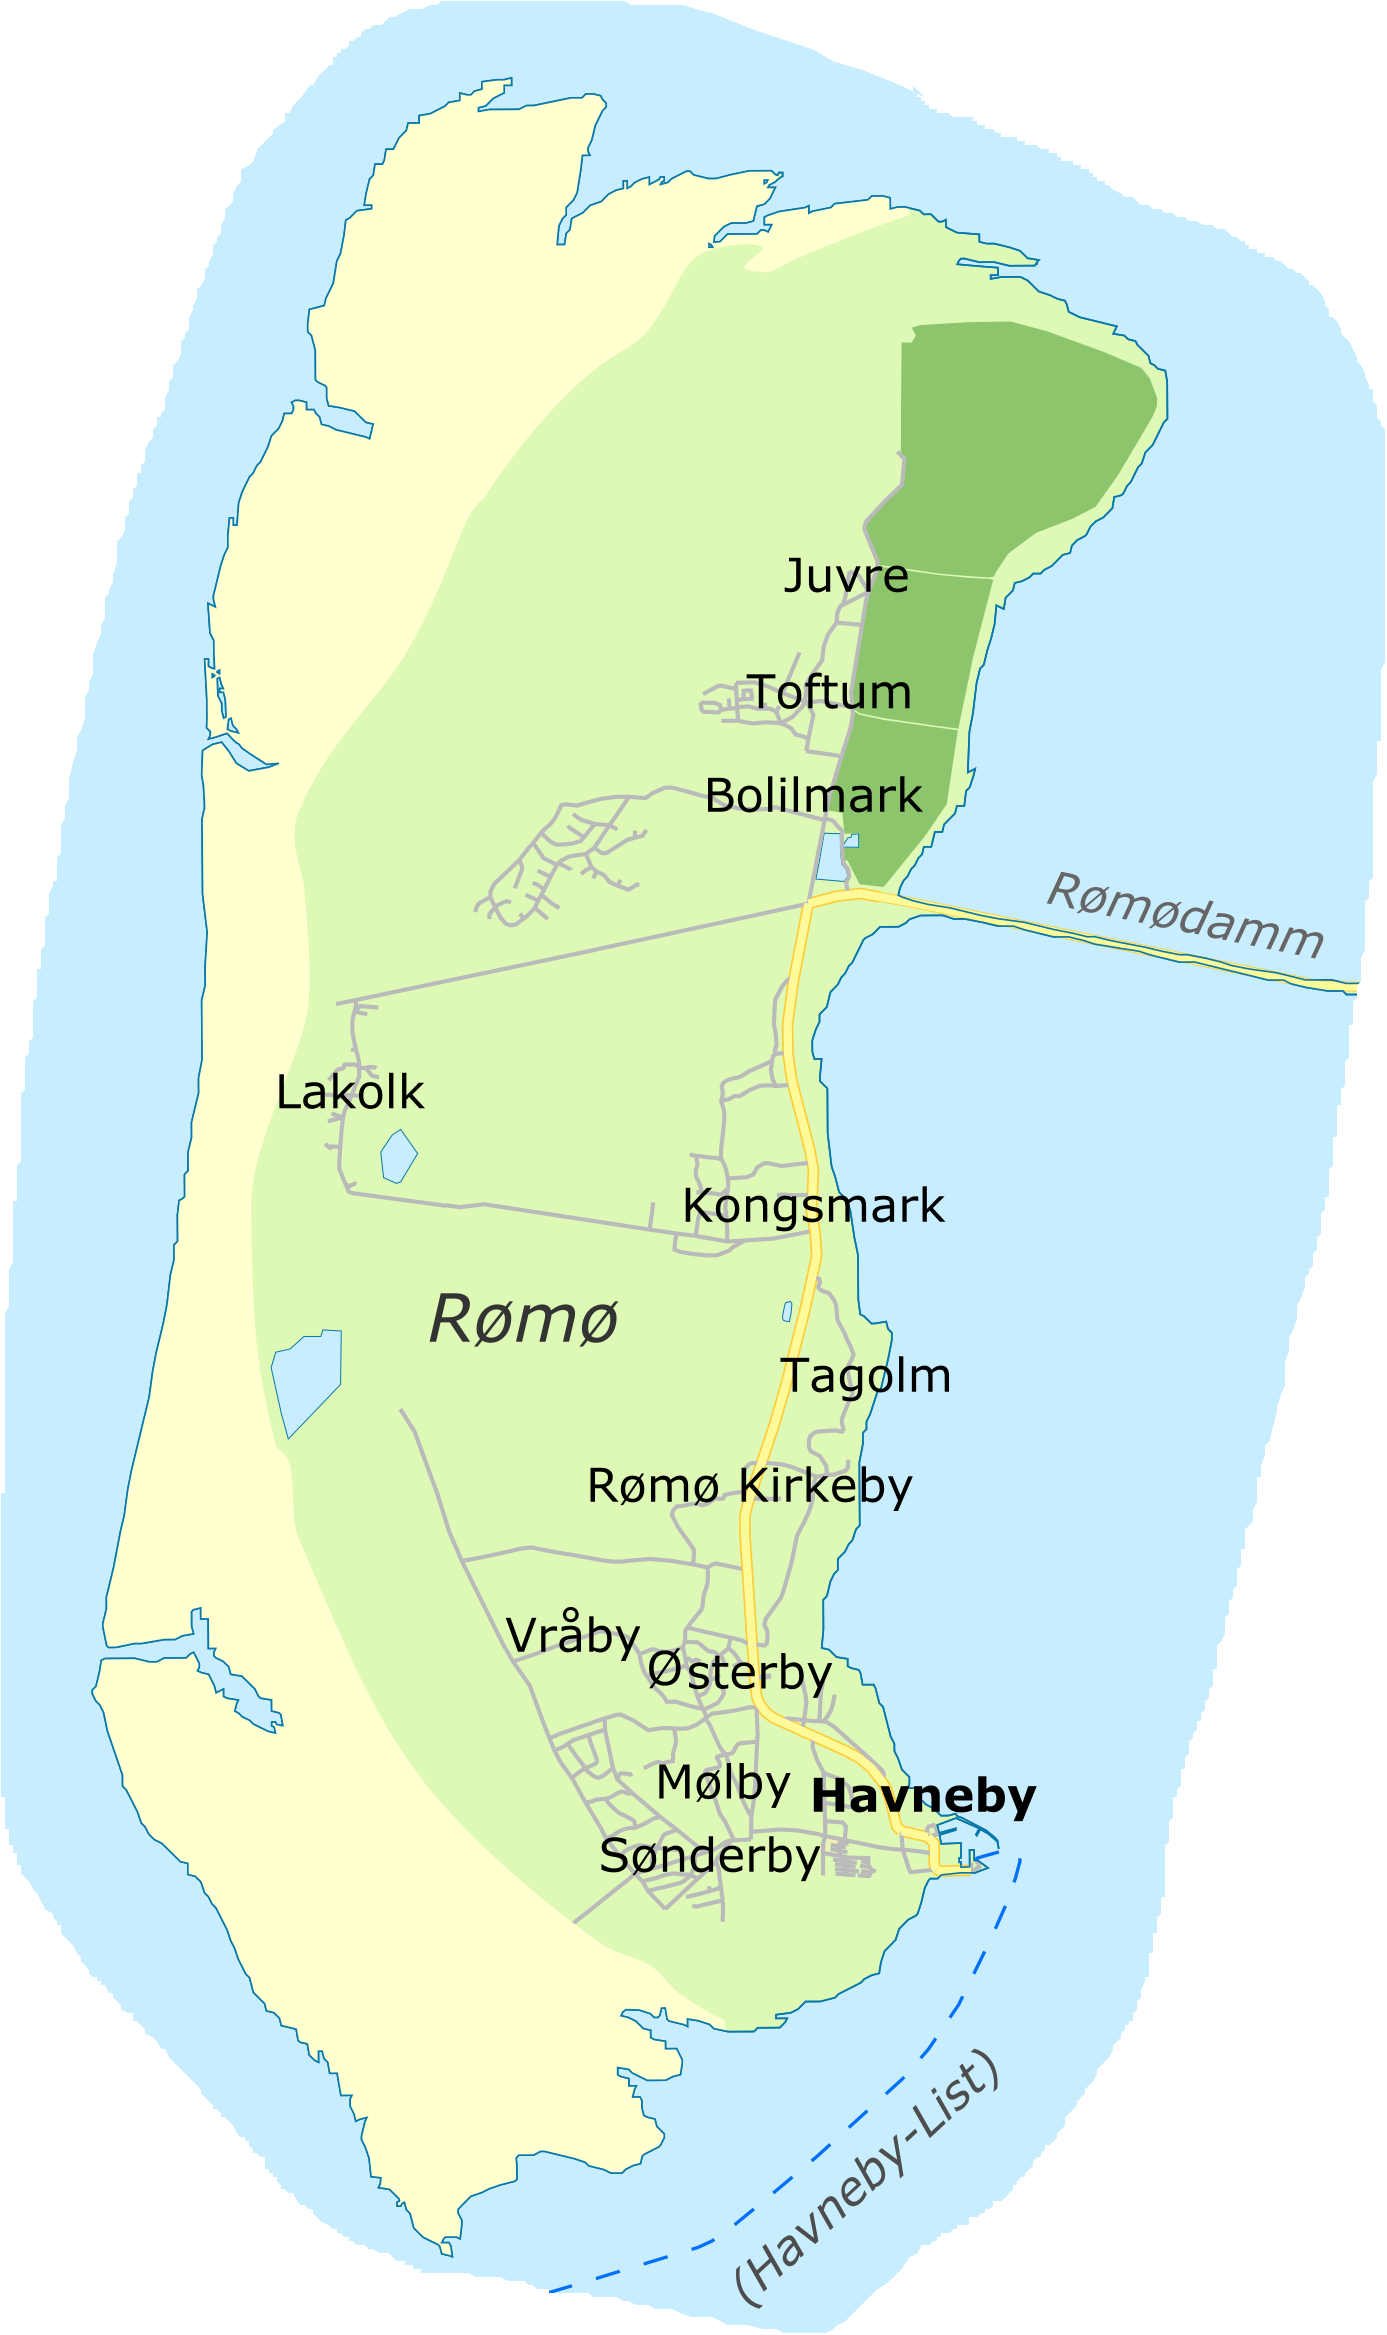 Juvre
Toftum
Bolilmark
Rømødamm
Lakolk
Kongsmark
Rømø
Tagolm
Rømø Kirkeby
Vråby
Østerby
Mølby
Havneby
Sønderby
(Havneby-List)